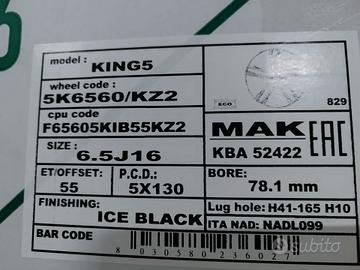 model : KING5
wheel code :
5K6560/KZ2
cpu code
F65605KIB55KZ2
SIZE :
6.5J16
ET/OFFSET: P.C.D.
55 5X130
FINISHING:
ICE BLACK
BAR CODE
8030580236027
ECO
829
MAK EAC
KBA 52422
BORE:
78.1 mm
Lug hole: H41-165 H10
ITA NAD: NADL099
subito